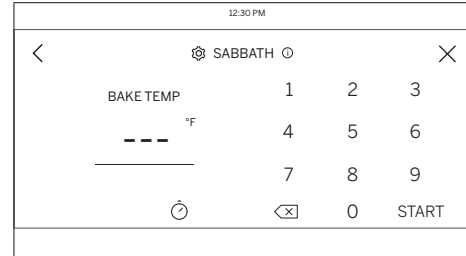 12:30 PM
SABBATH
BAKE TEMP
1 2 3
--- °F
4 5 6
7 8 9
0 START